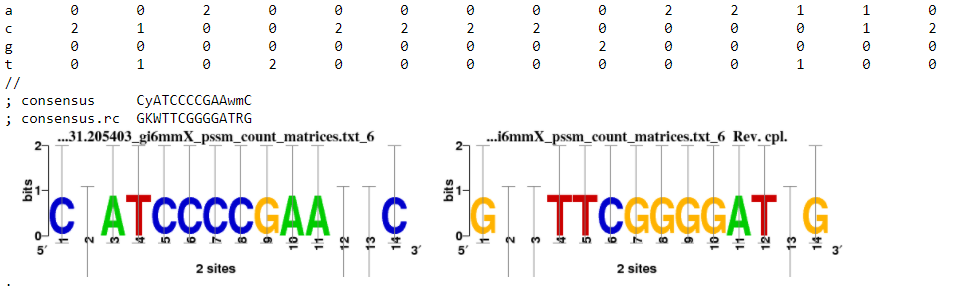 a 0 0 2 0 0 0 0 0 0 2 2 1 1 0
c 2 1 0 0 2 2 2 2 0 0 0 0 1 2
g 0 0 0 0 0 0 0 0 2 0 0 0 0 0
t 0 1 0 2 0 0 0 0 0 0 0 1 0 0
//
; consensus CyATCCCCGAAwmC
; consensus.rc GKWTTCGGGGATRG
...31.205403_gi6mmX_pssm_count_matrices.txt_6
2
1
0
bits
C ATCCCCGAA C
5′ 1 2 3 4 5 6 7 8 9 10 11 12 13 14 3′
2 sites
...i6mmX_pssm_count_matrices.txt_6 Rev. cpl.
2
1
0
bits
G TTCGGGGAT G
5′ 1 2 3 4 5 6 7 8 9 10 11 12 13 14 3′
2 sites